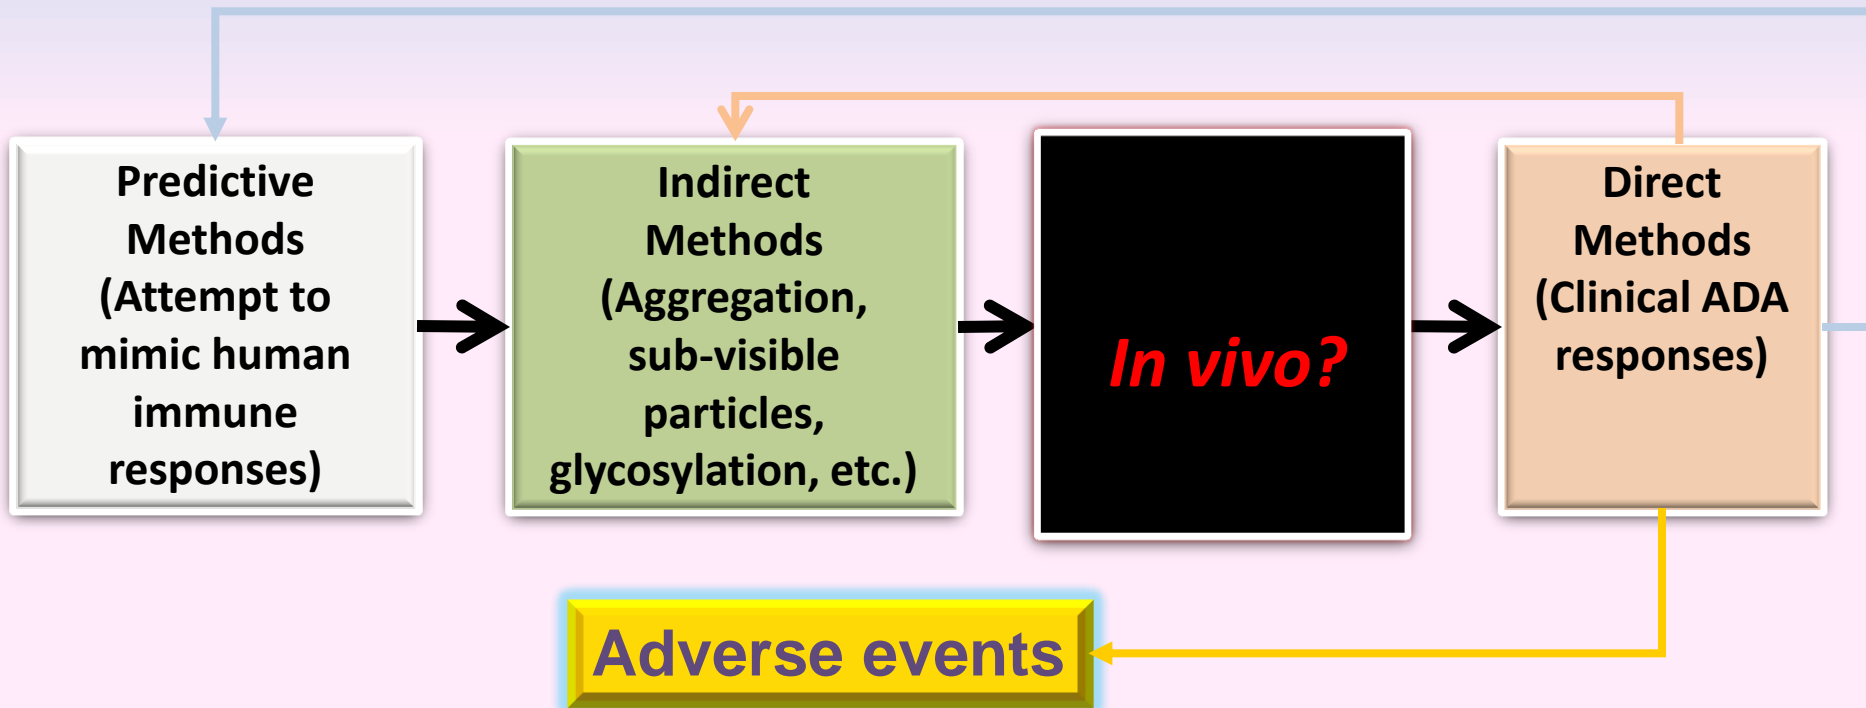 Predictive
Methods
(Attempt to
mimic human
immune
responses)
Indirect
Methods
(Aggregation,
sub-visible
particles,
glycosylation, etc.)
In vivo?
Direct
Methods
(Clinical ADA
responses)
Adverse events